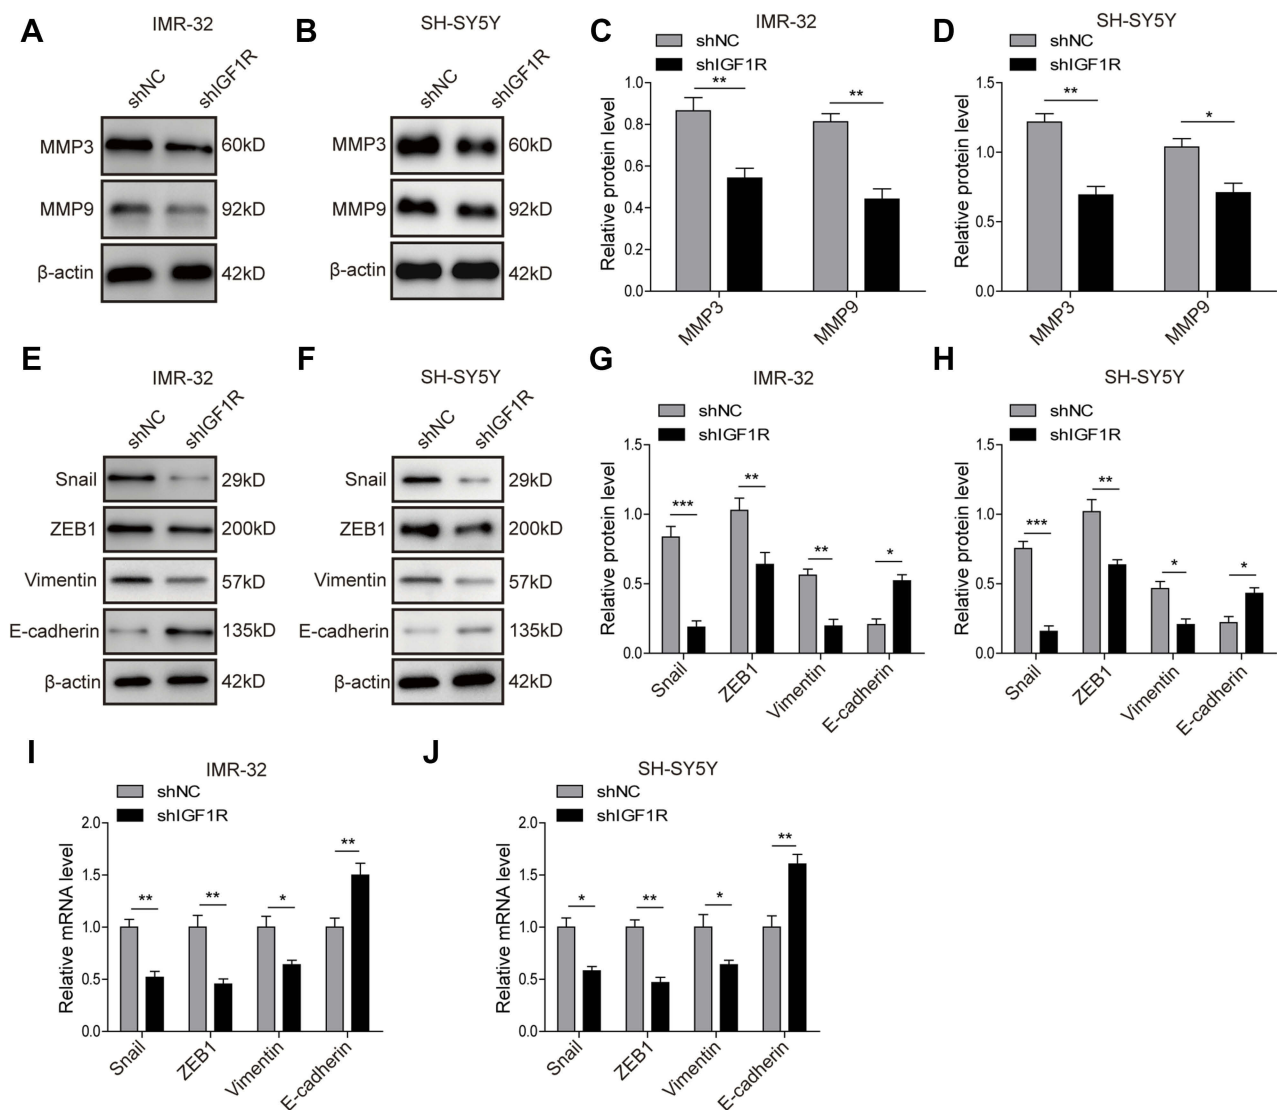 A
IMR-32
shNC
shIGF1R
MMP3
60kD
MMP9
92kD
β-actin
42kD
B
SH-SY5Y
shNC
shIGF1R
MMP3
60kD
MMP9
92kD
β-actin
42kD
C
IMR-32
shNC
shIGF1R
Relative protein level
1.0
0.8
0.6
0.4
0.2
0.0
**
**
MMP3
MMP9
D
SH-SY5Y
shNC
shIGF1R
Relative protein level
1.5
1.0
0.5
0.0
**
*
MMP3
MMP9
E
IMR-32
shNC
shIGF1R
Snail
29kD
ZEB1
200kD
Vimentin
57kD
E-cadherin
135kD
β-actin
42kD
F
SH-SY5Y
shNC
shIGF1R
Snail
29kD
ZEB1
200kD
Vimentin
57kD
E-cadherin
135kD
β-actin
42kD
G
IMR-32
shNC
shIGF1R
Relative protein level
1.5
1.0
0.5
0.0
***
**
**
*
Snail
ZEB1
Vimentin
E-cadherin
H
SH-SY5Y
shNC
shIGF1R
Relative protein level
1.5
1.0
0.5
0.0
***
**
*
*
Snail
ZEB1
Vimentin
E-cadherin
I
IMR-32
shNC
shIGF1R
Relative mRNA level
2.0
1.5
1.0
0.5
0.0
**
**
*
**
Snail
ZEB1
Vimentin
E-cadherin
J
SH-SY5Y
shNC
shIGF1R
Relative mRNA level
2.0
1.5
1.0
0.5
0.0
*
**
*
**
Snail
ZEB1
Vimentin
E-cadherin